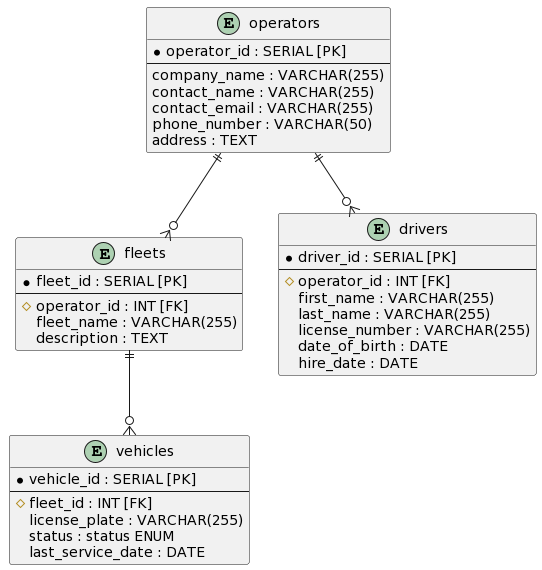 E operators
operator_id : SERIAL [PK]
company_name : VARCHAR(255)
contact_name : VARCHAR(255)
contact_email : VARCHAR(255)
phone_number : VARCHAR(50)
address : TEXT
E fleets
fleet_id : SERIAL [PK]
operator_id : INT [FK]
fleet_name : VARCHAR(255)
description : TEXT
E drivers
driver_id : SERIAL [PK]
operator_id : INT [FK]
first_name : VARCHAR(255)
last_name : VARCHAR(255)
license_number : VARCHAR(255)
date_of_birth : DATE
hire_date : DATE
E vehicles
vehicle_id : SERIAL [PK]
fleet_id : INT [FK]
license_plate : VARCHAR(255)
status : status ENUM
last_service_date : DATE